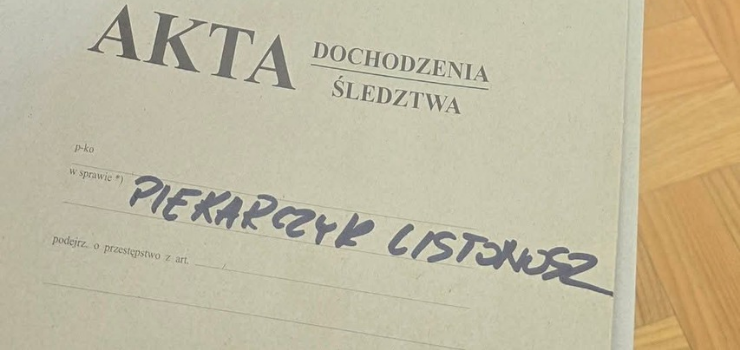 AKTA DOCHODZENIA
ŚLEDZTWA
p-ko
w sprawie *) PIEKARCZYK LISTONOSZ
podejrz. o przestępstwo z art.